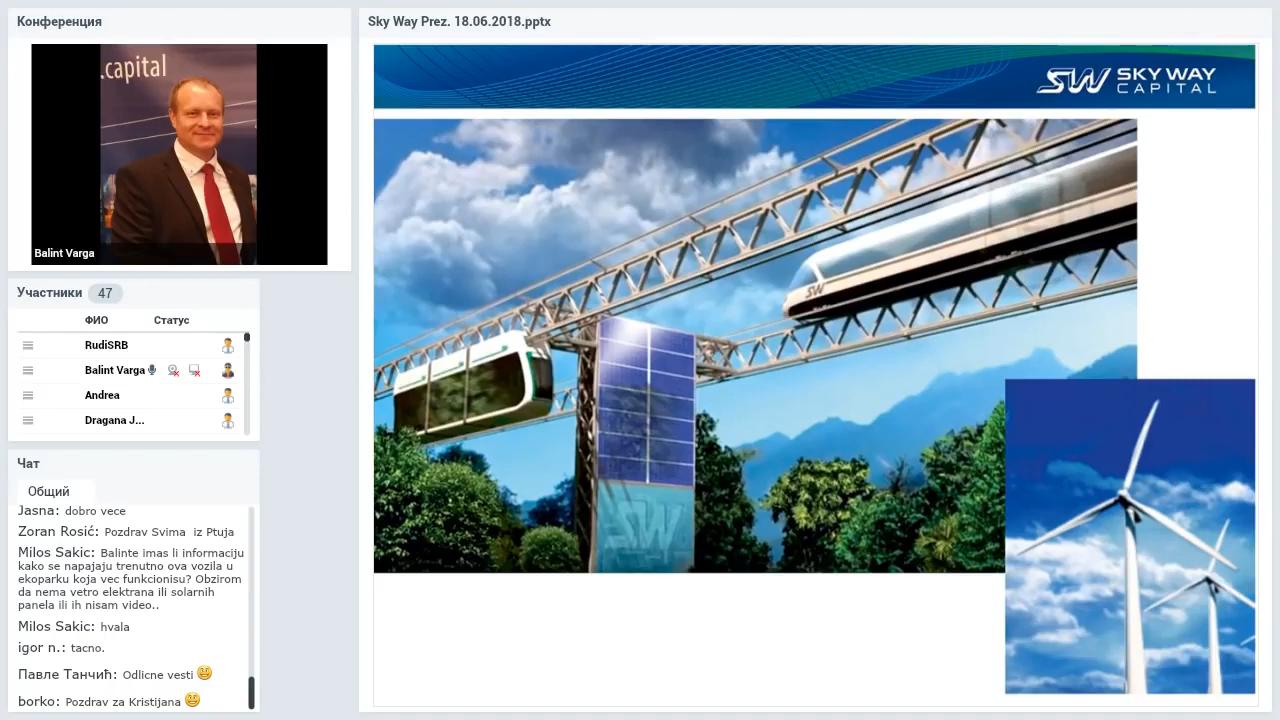 Конференция
.capital
Balint Varga
Участники 47
ФИО Статус
RudiSRB
Balint Varga
Andrea
Dragana J...
Чат
Общий
Jasna: dobro vece
Zoran Rosić: Pozdrav Svima iz Ptuja
Milos Sakic: Balinte imas li informaciju
kako se napajaju trenutno ova vozila u
ekoparku koja vec funkcionisu? Obzirom
da nema vetro elektrana ili solarnih
panela ili ih nisam video..
Milos Sakic: hvala
igor n.: tacno.
Павле Танчић: Odlicne vesti
borko: Pozdrav za Kristijana
Sky Way Prez. 18.06.2018.pptx
SW SKY WAY
CAPITAL
SW
SW